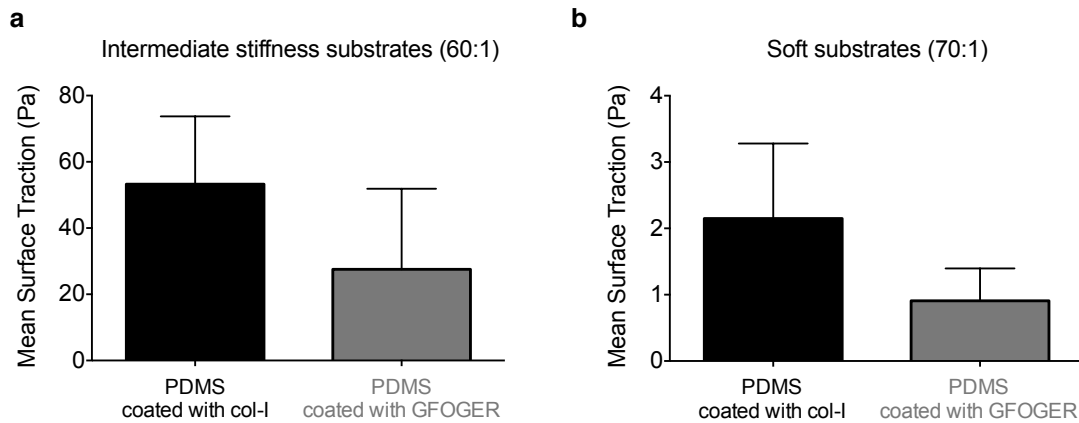 a
Intermediate stiffness substrates (60:1)
Mean Surface Traction (Pa)
80
60
40
20
0
PDMS
coated with col-I
PDMS
coated with GFOGER
b
Soft substrates (70:1)
Mean Surface Traction (Pa)
4
3
2
1
0
PDMS
coated with col-I
PDMS
coated with GFOGER